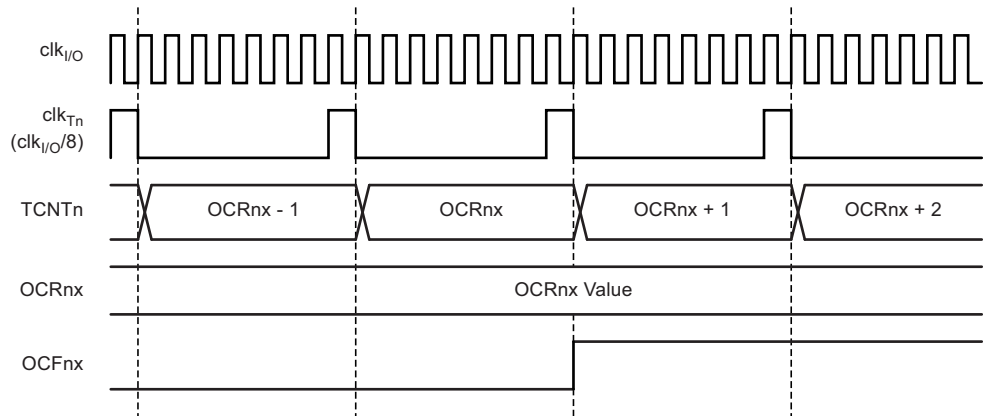 clkI/O
clkTn
(clkI/O/8)
TCNTn
OCRnx - 1
OCRnx
OCRnx + 1
OCRnx + 2
OCRnx
OCRnx Value
OCFnx